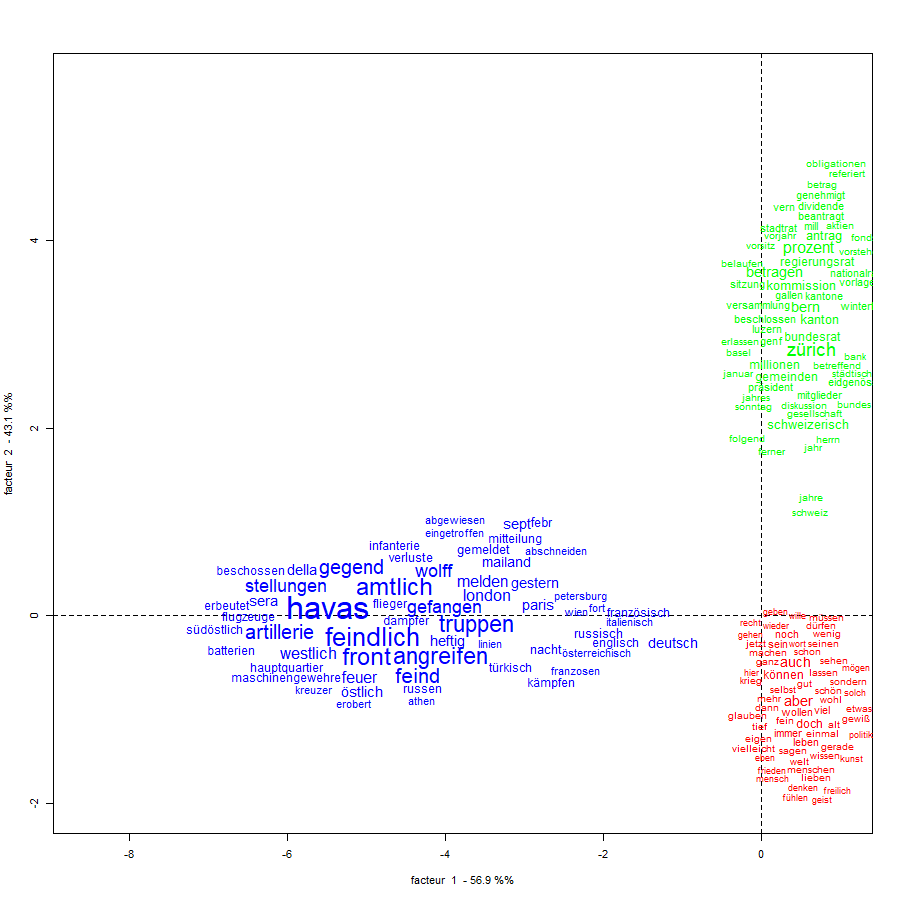 obligationen
referiert
betrag
genehmigt
vern dividende
beantragt
stadtrat mill aktien
vorjahr antrag fond
4
vorsitz prozent vorsteh
belaufen regierungsrat
betragen nationalr
sitzung kommission vorlage
gallen kantone
versammlung bern winter
beschlossen kanton
luzern
erlassen genf bundesrat
basel zürich bank
millionen betreffend
januar gemeinden städtisch
präsident eidgenös
jahres mitglieder
sonntag diskussion bundes
gesellschaft
2
schweizerisch
folgend herrn
ferner jahr
jahre
schweiz
abgewiesen sept febr
eingetroffen mitteilung
infanterie gemeldet abschneiden
verluste mailand
beschossen della gegend wolff
stellungen amtlich melden gestern
london petersburg
erbeutet sera havas flieger gefangen paris wien fort französisch
0
flugzeuge dampfer truppen italienisch
südöstlich artillerie feindlich heftig linien russisch
englisch deutsch
batterien westlich front angreifen nacht österreichisch
hauptquartier türkisch franzosen
maschinengewehre feuer feind kämpfen
kreuzer östlich russen
erobert athen
geben wille müssen
recht wieder dürfen
gehen noch wenig
jetzt sein wort seinen
machen schon
ganz auch sehen mögen
hier können lassen
krieg gut sondern
selbst schön solch
mehr aber wohl
dann wollen viel etwas
glauben fein doch alt gewiß
tief immer einmal politik
eigen leben
vielleicht sagen gerade
eben wissen kunst
welt
frieden menschen
mensch lieben
denken freilich
fühlen geist
-2
-8 -6 -4 -2 0
facteur 1 - 56.9 %%
facteur 2 - 43.1 %%